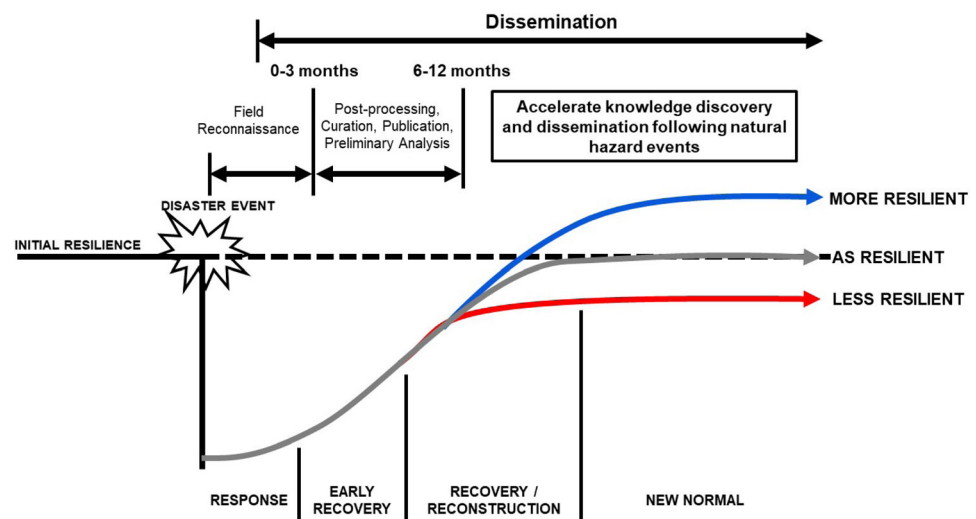 Dissemination
0-3 months
6-12 months
Field
Reconnaissance
Post-processing,
Curation, Publication,
Preliminary Analysis
Accelerate knowledge discovery
and dissemination following natural
hazard events
DISASTER EVENT
INITIAL RESILIENCE
MORE RESILIENT
AS RESILIENT
LESS RESILIENT
RESPONSE
EARLY
RECOVERY
RECOVERY /
RECONSTRUCTION
NEW NORMAL